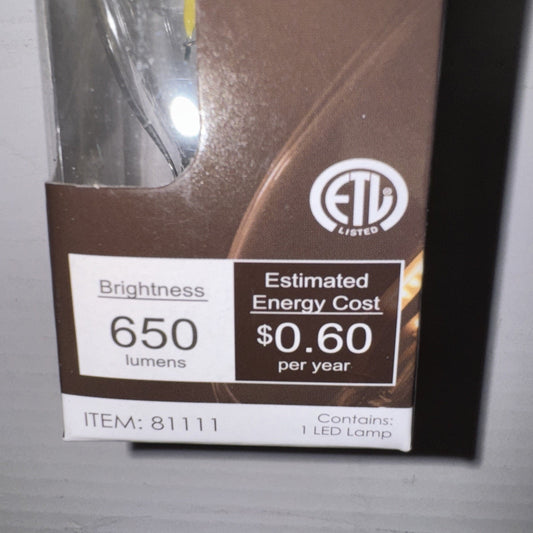 ETL
LISTED
Brightness
650
lumens
Estimated
Energy Cost
$0.60
per year
ITEM: 81111
Contains:
1 LED Lamp